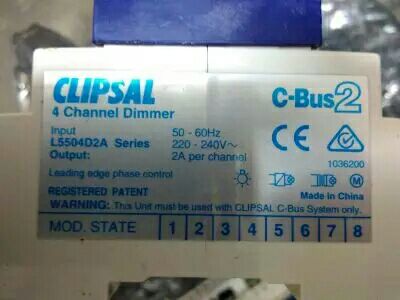 CLIPSAL C-Bus2
4 Channel Dimmer
Input 50 - 60Hz
L5504D2A Series 220 - 240V~
Output: 2A per channel
1036200
Leading edge phase control
M
REGISTERED PATENT Made in China
WARNING: This Unit must be used with CLIPSAL C-Bus System only.
MOD. STATE 1 2 3 4 5 6 7 8